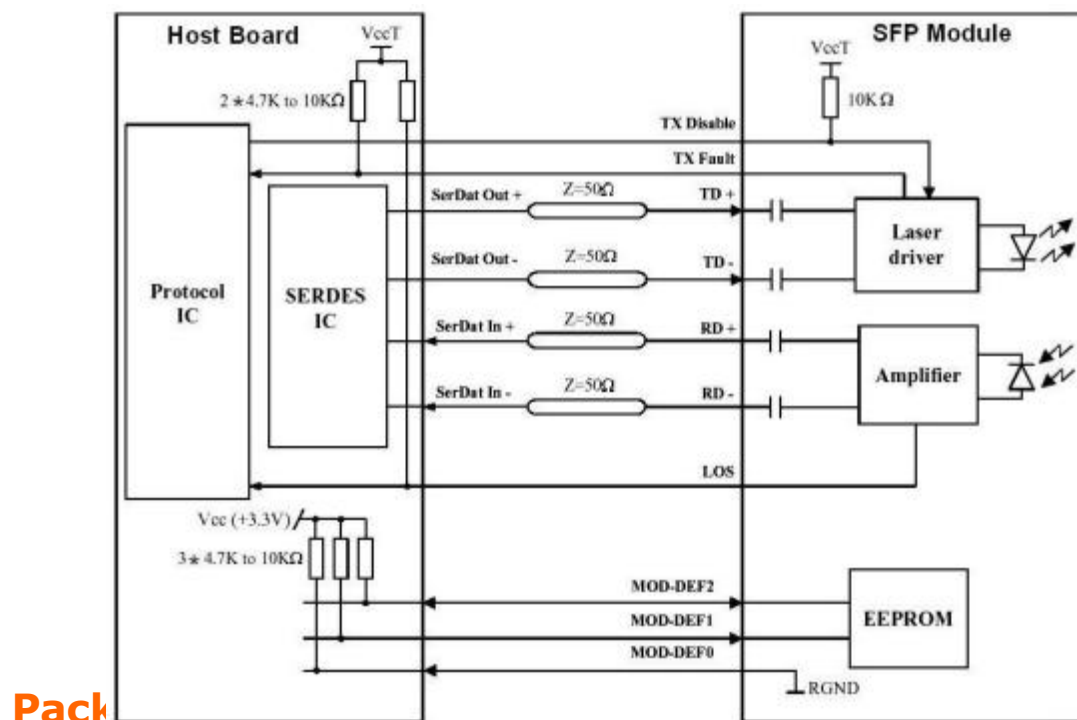 Host Board
SFP Module
VccT
VccT
2*4.7K to 10KΩ
10KΩ
TX Disable
TX Fault
SerDat Out +
Z=50Ω
TD +
Laser
driver
SerDat Out -
Z=50Ω
TD -
Protocol
IC
SERDES
IC
SerDat In +
Z=50Ω
RD +
Amplifier
SerDat In -
Z=50Ω
RD -
LOS
Vcc (+3.3V)
3*4.7K to 10KΩ
MOD-DEF2
EEPROM
MOD-DEF1
MOD-DEF0
RGND
Pack